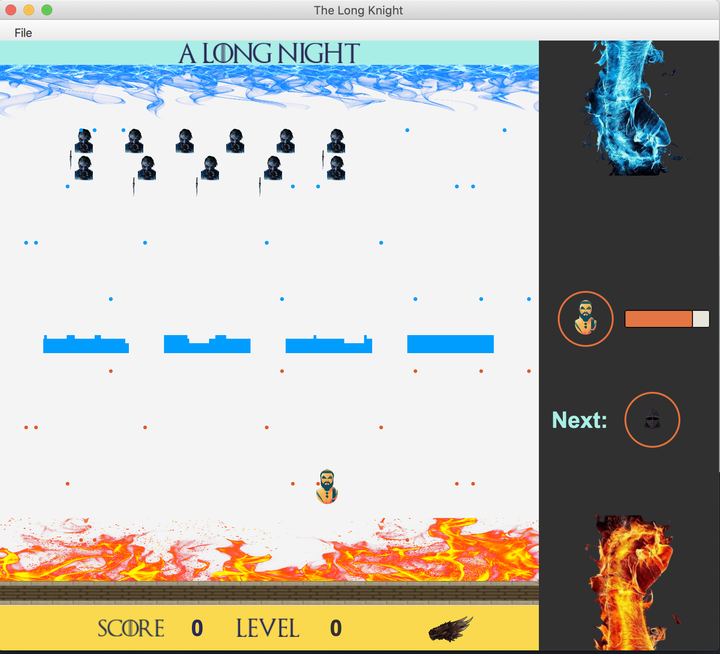 The Long Knight
File
A LONG NIGHT
Next:
SCORE 0 LEVEL 0